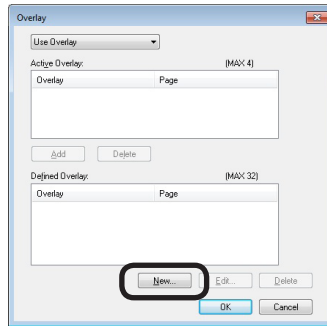 Overlay
Use Overlay
Active Overlay: (MAX 4)
Overlay Page
Add Delete
Defined Overlay: (MAX 32)
Overlay Page
New... Edit... Delete
OK Cancel